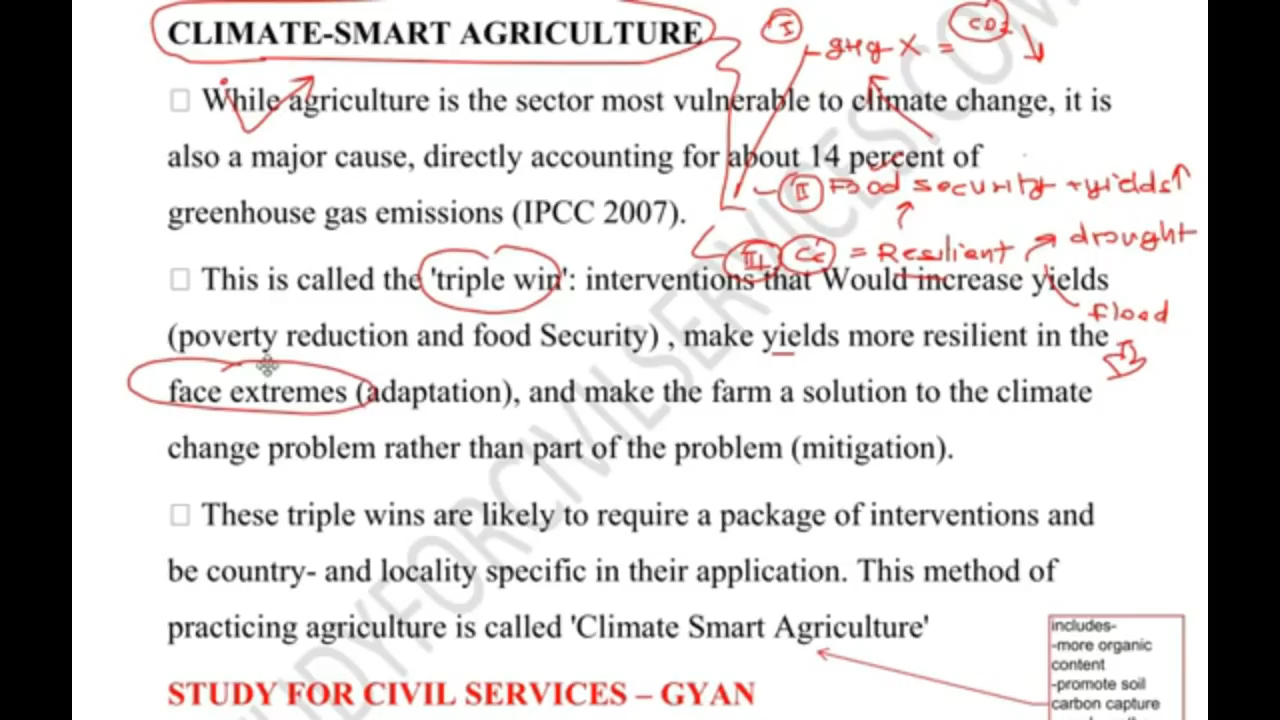 CLIMATE-SMART AGRICULTURE
I
ghg X = CO2 ↓
While agriculture is the sector most vulnerable to climate change, it is
also a major cause, directly accounting for about 14 percent of
II Food security → yields↑
greenhouse gas emissions (IPCC 2007).
III CC = Resilient → drought
This is called the 'triple win': interventions that Would increase yields
flood
(poverty reduction and food Security) , make yields more resilient in the
face extremes (adaptation), and make the farm a solution to the climate
change problem rather than part of the problem (mitigation).
These triple wins are likely to require a package of interventions and
be country- and locality specific in their application. This method of
practicing agriculture is called 'Climate Smart Agriculture'
includes-
-more organic
content
-promote soil
carbon capture
STUDY FOR CIVIL SERVICES – GYAN